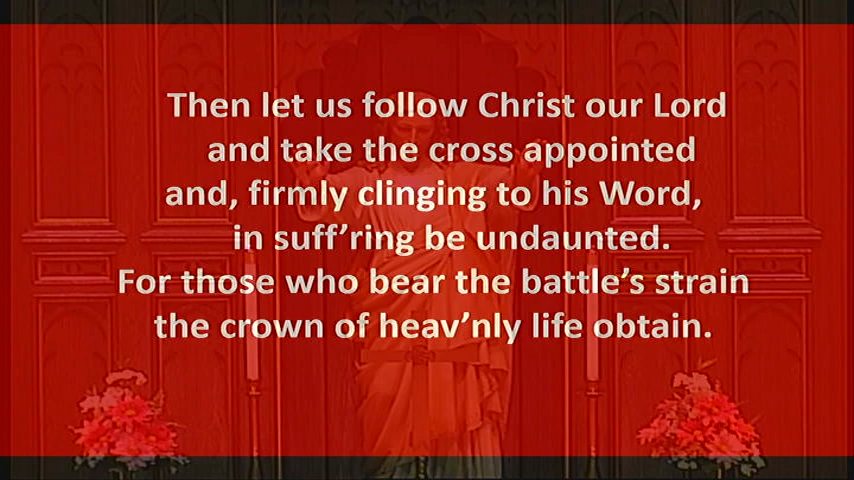 Then let us follow Christ our Lord
and take the cross appointed
and, firmly clinging to his Word,
in suff’ring be undaunted.
For those who bear the battle’s strain
the crown of heav’nly life obtain.